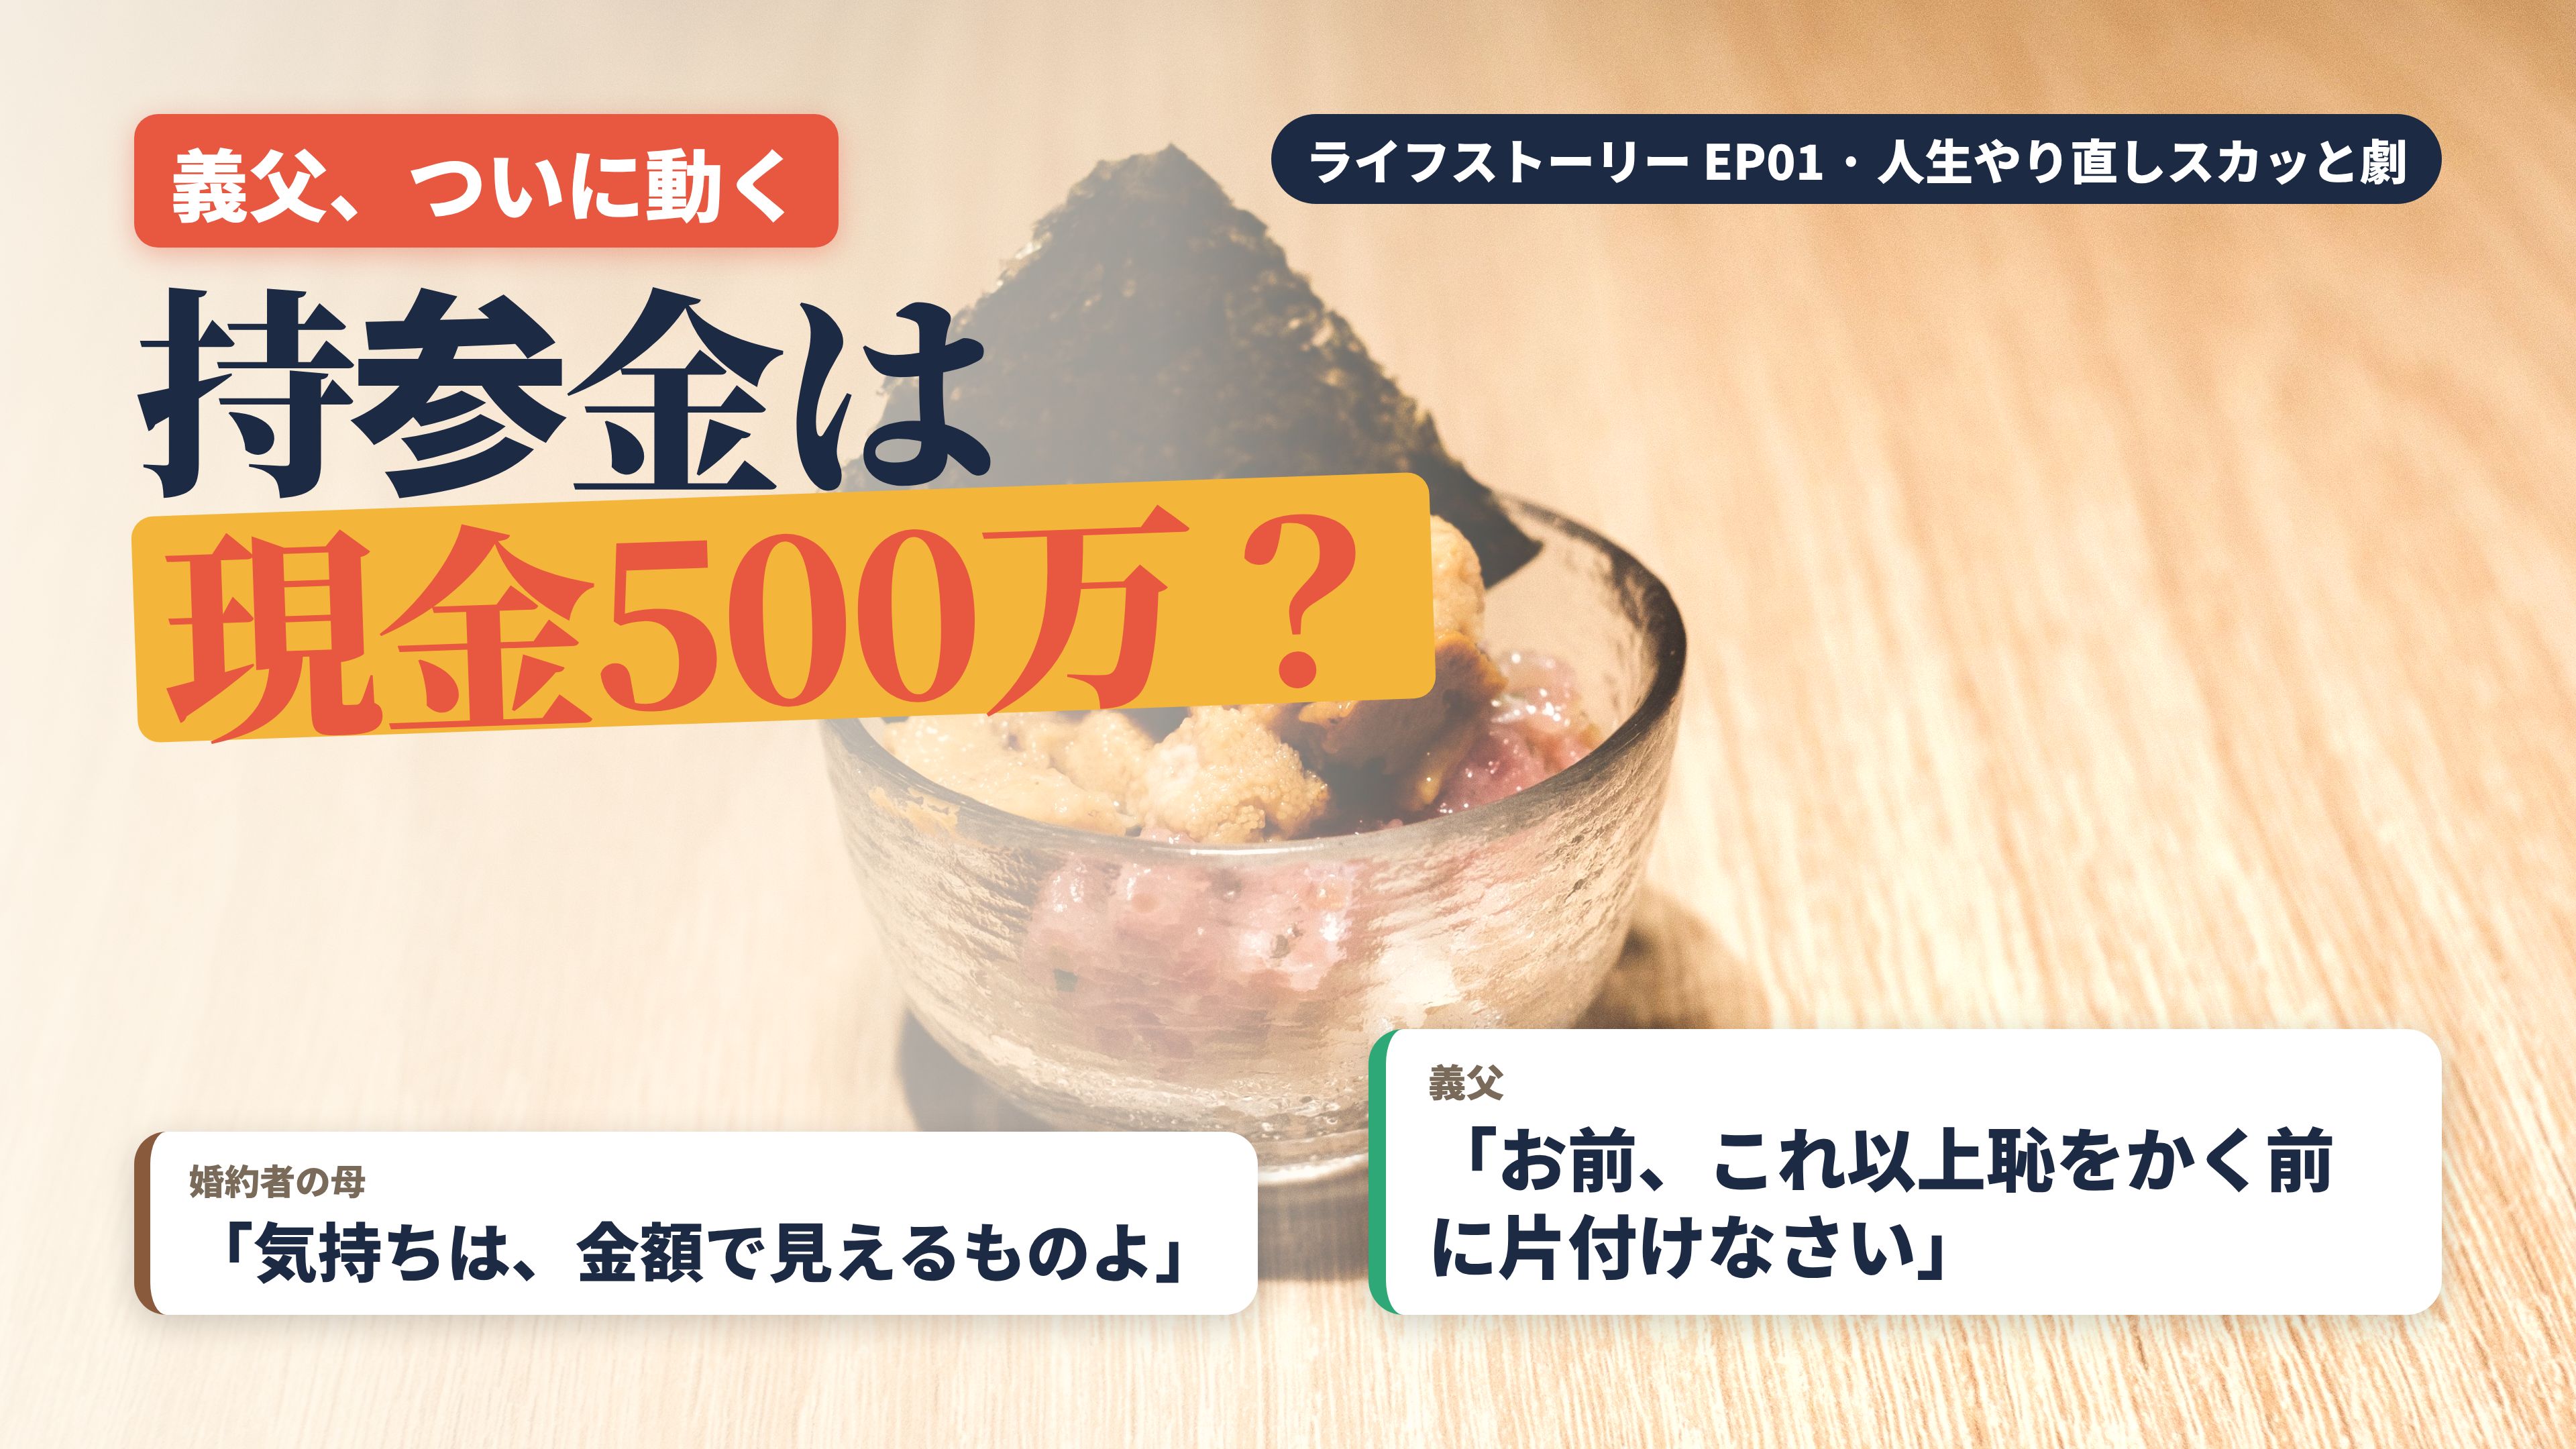 義父、ついに動く
ライフストーリー EP01・人生やり直しスカッと劇
持参金は
現金500万？
婚約者の母
「気持ちは、金額で見えるものよ」
義父
「お前、これ以上恥をかく前
に片付けなさい」